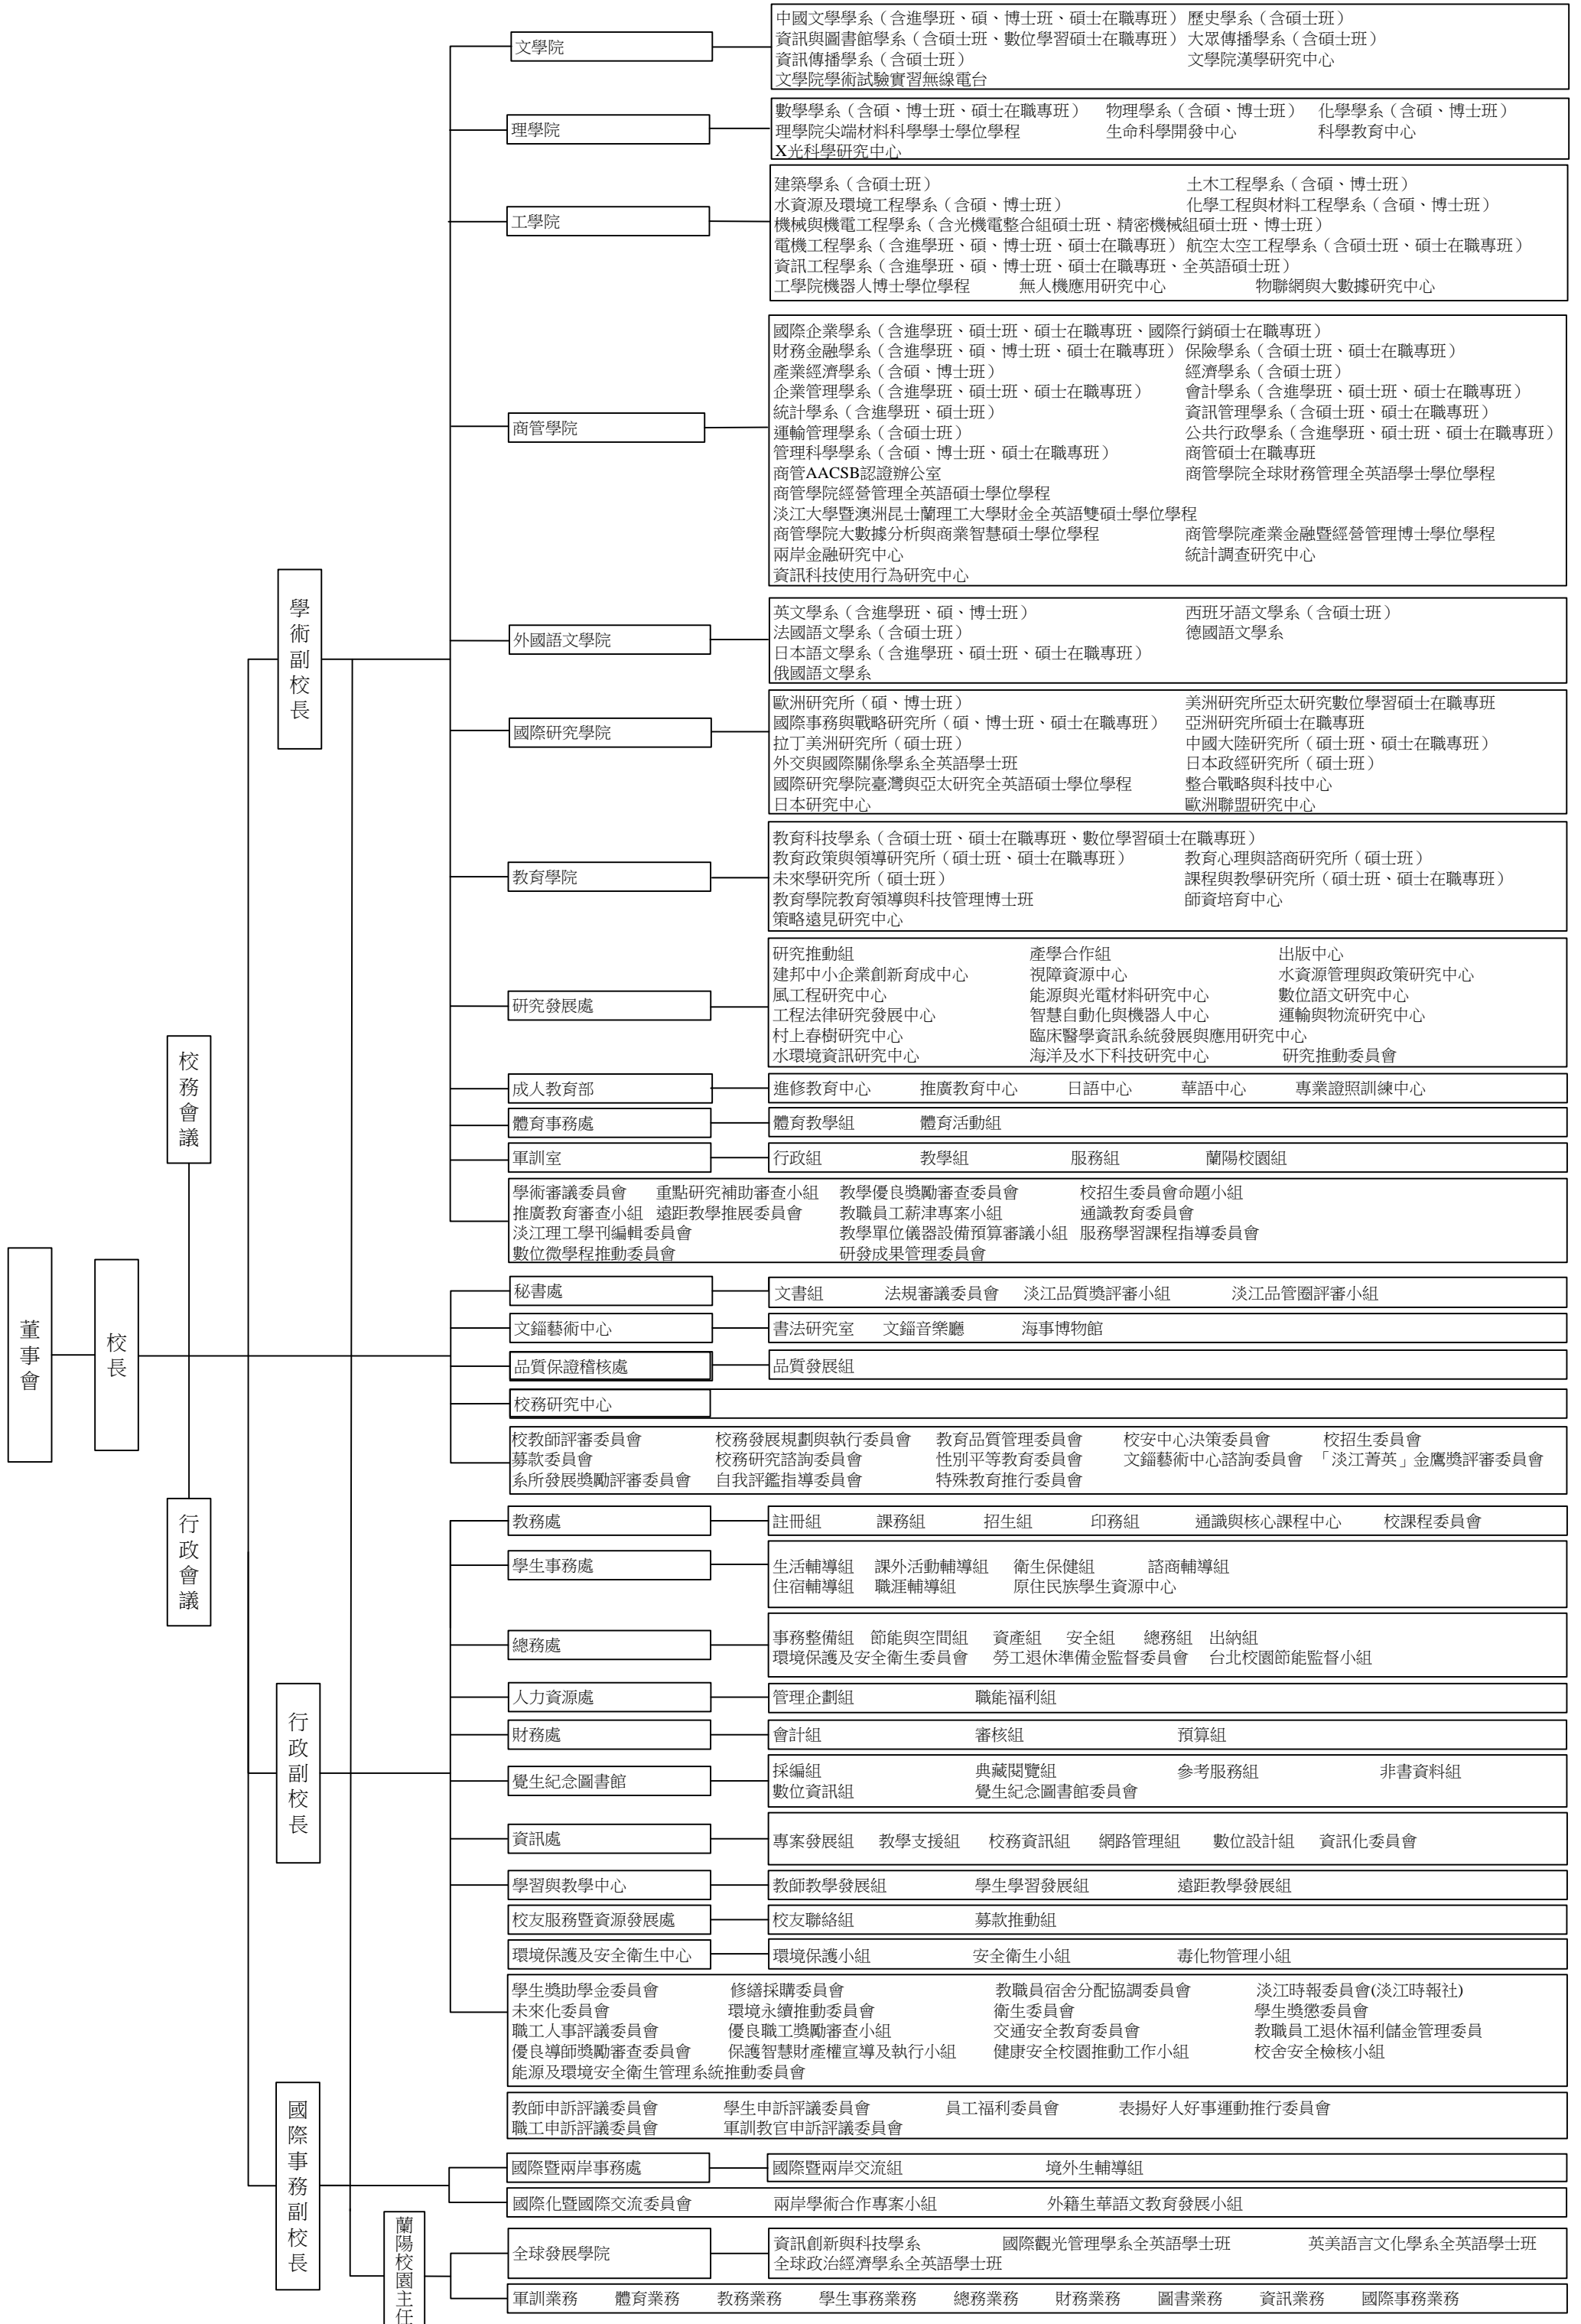 董事會
校長
校務會議
行政會議
學術副校長
文學院
中國文學學系（含進學班、碩、博士班、碩士在職專班） 歷史學系（含碩士班）
資訊與圖書館學系（含碩士班、數位學習碩士在職專班） 大眾傳播學系（含碩士班）
資訊傳播學系（含碩士班） 文學院漢學研究中心
文學院學術試驗實習無線電台
理學院
數學學系（含碩、博士班、碩士在職專班） 物理學系（含碩、博士班） 化學學系（含碩、博士班）
理學院尖端材料科學學士學位學程 生命科學開發中心 科學教育中心
X光科學研究中心
工學院
建築學系（含碩士班） 土木工程學系（含碩、博士班）
水資源及環境工程學系（含碩、博士班） 化學工程與材料工程學系（含碩、博士班）
機械與機電工程學系（含光機電整合組碩士班、精密機械組碩士班、博士班）
電機工程學系（含進學班、碩、博士班、碩士在職專班） 航空太空工程學系（含碩士班、碩士在職專班）
資訊工程學系（含進學班、碩、博士班、碩士在職專班、全英語碩士班）
工學院機器人博士學位學程 無人機應用研究中心 物聯網與大數據研究中心
商管學院
國際企業學系（含進學班、碩士班、碩士在職專班、國際行銷碩士在職專班）
財務金融學系（含進學班、碩、博士班、碩士在職專班） 保險學系（含碩士班、碩士在職專班）
產業經濟學系（含碩、博士班） 經濟學系（含碩士班）
企業管理學系（含進學班、碩士班、碩士在職專班） 會計學系（含進學班、碩士班、碩士在職專班）
統計學系（含進學班、碩士班） 資訊管理學系（含碩士班、碩士在職專班）
運輸管理學系（含碩士班） 公共行政學系（含進學班、碩士班、碩士在職專班）
管理科學學系（含碩、博士班、碩士在職專班） 商管碩士在職專班
商管AACSB認證辦公室 商管學院全球財務管理全英語學士學位學程
商管學院經營管理全英語碩士學位學程
淡江大學暨澳洲昆士蘭理工大學財金全英語雙碩士學位學程
商管學院大數據分析與商業智慧碩士學位學程 商管學院產業金融暨經營管理博士學位學程
兩岸金融研究中心 統計調查研究中心
資訊科技使用行為研究中心
外國語文學院
英文學系（含進學班、碩、博士班） 西班牙語文學系（含碩士班）
法國語文學系（含碩士班） 德國語文學系
日本語文學系（含進學班、碩士班、碩士在職專班）
俄國語文學系
國際研究學院
歐洲研究所（碩、博士班） 美洲研究所亞太研究數位學習碩士在職專班
國際事務與戰略研究所（碩、博士班、碩士在職專班） 亞洲研究所碩士在職專班
拉丁美洲研究所（碩士班） 中國大陸研究所（碩士班、碩士在職專班）
外交與國際關係學系全英語學士班 日本政經研究所（碩士班）
國際研究學院臺灣與亞太研究全英語碩士學位學程 整合戰略與科技中心
日本研究中心 歐洲聯盟研究中心
教育學院
教育科技學系（含碩士班、碩士在職專班、數位學習碩士在職專班）
教育政策與領導研究所（碩士班、碩士在職專班） 教育心理與諮商研究所（碩士班）
未來學研究所（碩士班） 課程與教學研究所（碩士班、碩士在職專班）
教育學院教育領導與科技管理博士班 師資培育中心
策略遠見研究中心
研究發展處
研究推動組 產學合作組 出版中心
建邦中小企業創新育成中心 視障資源中心 水資源管理與政策研究中心
風工程研究中心 能源與光電材料研究中心 數位語文研究中心
工程法律研究發展中心 智慧自動化與機器人中心 運輸與物流研究中心
村上春樹研究中心 臨床醫學資訊系統發展與應用研究中心
水環境資訊研究中心 海洋及水下科技研究中心 研究推動委員會
成人教育部
進修教育中心 推廣教育中心 日語中心 華語中心 專業證照訓練中心
體育事務處
體育教學組 體育活動組
軍訓室
行政組 教學組 服務組 蘭陽校園組
學術審議委員會 重點研究補助審查小組 教學優良獎勵審查委員會 校招生委員會命題小組
推廣教育審查小組 遠距教學推展委員會 教職員工薪津專案小組 通識教育委員會
淡江理工學刊編輯委員會 教學單位儀器設備預算審議小組 服務學習課程指導委員會
數位微學程推動委員會 研發成果管理委員會
秘書處
文書組 法規審議委員會 淡江品質獎評審小組 淡江品管圈評審小組
文錙藝術中心
書法研究室 文錙音樂廳 海事博物館
品質保證稽核處
品質發展組
校務研究中心
校教師評審委員會 校務發展規劃與執行委員會 教育品質管理委員會 校安中心決策委員會 校招生委員會
募款委員會 校務研究諮詢委員會 性別平等教育委員會 文錙藝術中心諮詢委員會 「淡江菁英」金鷹獎評審委員會
系所發展獎勵評審委員會 自我評鑑指導委員會 特殊教育推行委員會
行政副校長
教務處
註冊組 課務組 招生組 印務組 通識與核心課程中心 校課程委員會
學生事務處
生活輔導組 課外活動輔導組 衛生保健組 諮商輔導組
住宿輔導組 職涯輔導組 原住民族學生資源中心
總務處
事務整備組 節能與空間組 資產組 安全組 總務組 出納組
環境保護及安全衛生委員會 勞工退休準備金監督委員會 台北校園節能監督小組
人力資源處
管理企劃組 職能福利組
財務處
會計組 審核組 預算組
覺生紀念圖書館
採編組 典藏閱覽組 參考服務組 非書資料組
數位資訊組 覺生紀念圖書館委員會
資訊處
專案發展組 教學支援組 校務資訊組 網路管理組 數位設計組 資訊化委員會
學習與教學中心
教師教學發展組 學生學習發展組 遠距教學發展組
校友服務暨資源發展處
校友聯絡組 募款推動組
環境保護及安全衛生中心
環境保護小組 安全衛生小組 毒化物管理小組
學生獎助學金委員會 修繕採購委員會 教職員宿舍分配協調委員會 淡江時報委員會(淡江時報社)
未來化委員會 環境永續推動委員會 衛生委員會 學生獎懲委員會
職工人事評議委員會 優良職工獎勵審查小組 交通安全教育委員會 教職員工退休福利儲金管理委員
優良導師獎勵審查委員會 保護智慧財產權宣導及執行小組 健康安全校園推動工作小組 校舍安全檢核小組
能源及環境安全衛生管理系統推動委員會
教師申訴評議委員會 學生申訴評議委員會 員工福利委員會 表揚好人好事運動推行委員會
職工申訴評議委員會 軍訓教官申訴評議委員會
國際事務副校長
國際暨兩岸事務處
國際暨兩岸交流組 境外生輔導組
國際化暨國際交流委員會 兩岸學術合作專案小組 外籍生華語文教育發展小組
蘭陽校園主任
全球發展學院
資訊創新與科技學系 國際觀光管理學系全英語學士班 英美語言文化學系全英語學士班
全球政治經濟學系全英語學士班
軍訓業務 體育業務 教務業務 學生事務業務 總務業務 財務業務 圖書業務 資訊業務 國際事務業務